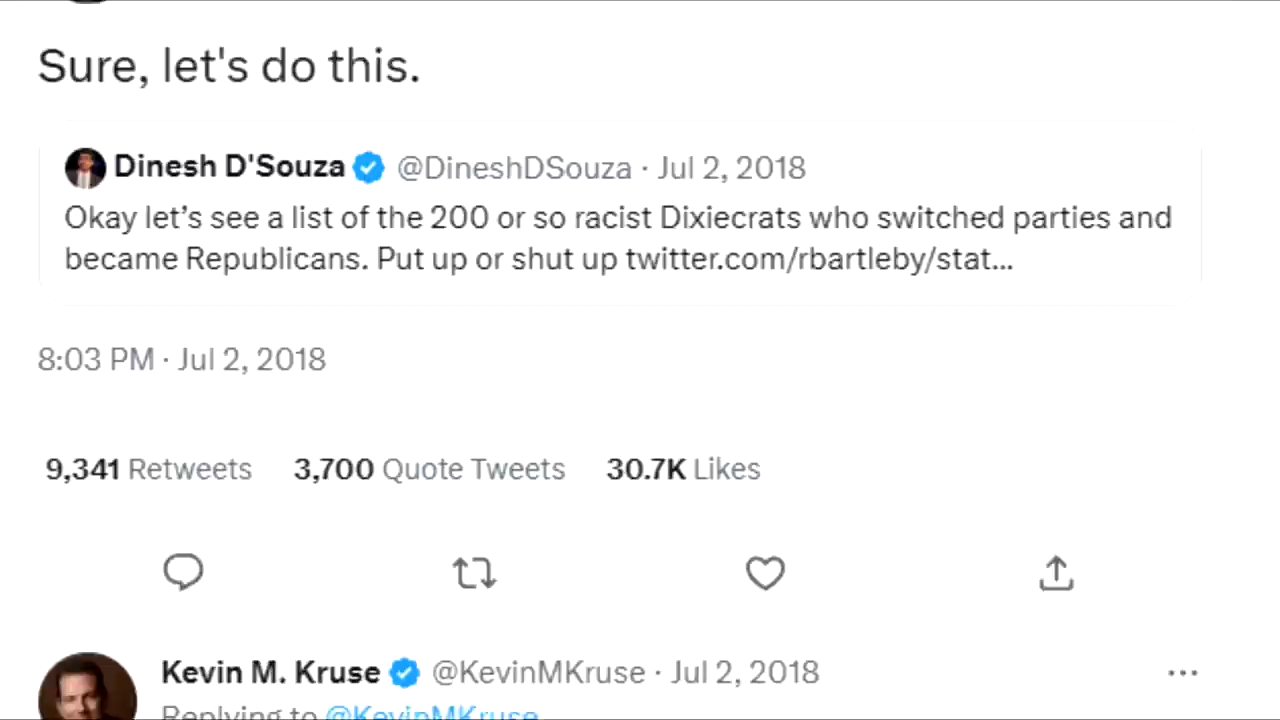 Sure, let's do this.
Dinesh D'Souza @DineshDSouza · Jul 2, 2018
Okay let’s see a list of the 200 or so racist Dixiecrats who switched parties and
became Republicans. Put up or shut up twitter.com/rbartleby/stat...
8:03 PM · Jul 2, 2018
9,341 Retweets 3,700 Quote Tweets 30.7K Likes
Kevin M. Kruse @KevinMKruse · Jul 2, 2018
Replying to @KevinMKruse